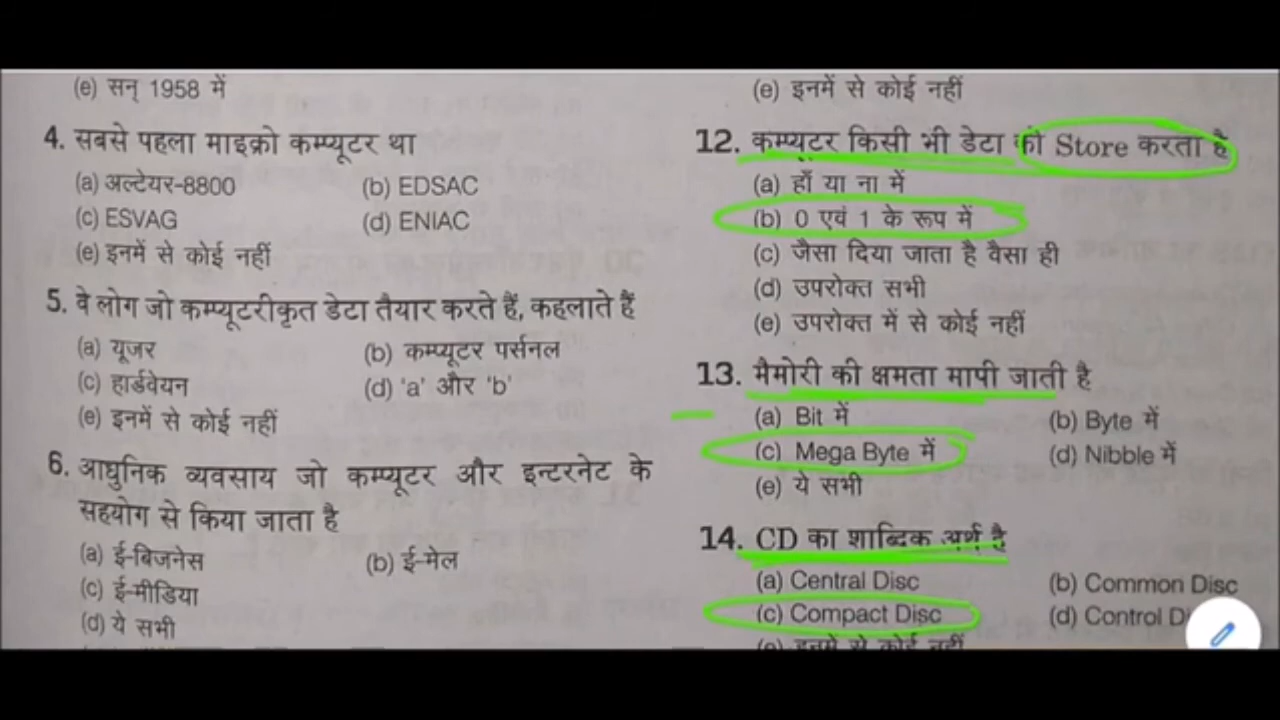 (e) सन् 1958 में
4. सबसे पहला माइक्रो कम्प्यूटर था
(a) अल्टेयर-8800 (b) EDSAC
(c) ESVAG (d) ENIAC
(e) इनमें से कोई नहीं
5. वे लोग जो कम्प्यूटरीकृत डेटा तैयार करते हैं, कहलाते हैं
(a) यूजर (b) कम्प्यूटर पर्सनल
(c) हार्डवेयन (d) 'a' और 'b'
(e) इनमें से कोई नहीं
6. आधुनिक व्यवसाय जो कम्प्यूटर और इन्टरनेट के
सहयोग से किया जाता है
(a) ई-बिजनेस (b) ई-मेल
(c) ई-मीडिया
(d) ये सभी
(e) इनमें से कोई नहीं
12. कम्प्यूटर किसी भी डेटा को Store करता है
(a) हाँ या ना में
(b) 0 एवं 1 के रूप में
(c) जैसा दिया जाता है वैसा ही
(d) उपरोक्त सभी
(e) उपरोक्त में से कोई नहीं
13. मैमोरी की क्षमता मापी जाती है
(a) Bit में (b) Byte में
(c) Mega Byte में (d) Nibble में
(e) ये सभी
14. CD का शाब्दिक अर्थ है
(a) Central Disc (b) Common Disc
(c) Compact Disc (d) Control
(e) इनमें से कोई नहीं